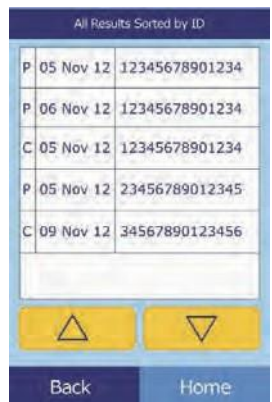 All Results Sorted by ID
P 05 Nov 12 12345678901234
P 06 Nov 12 12345678901234
C 05 Nov 12 12345678901234
P 05 Nov 12 23456789012345
C 09 Nov 12 34567890123456
Back Home